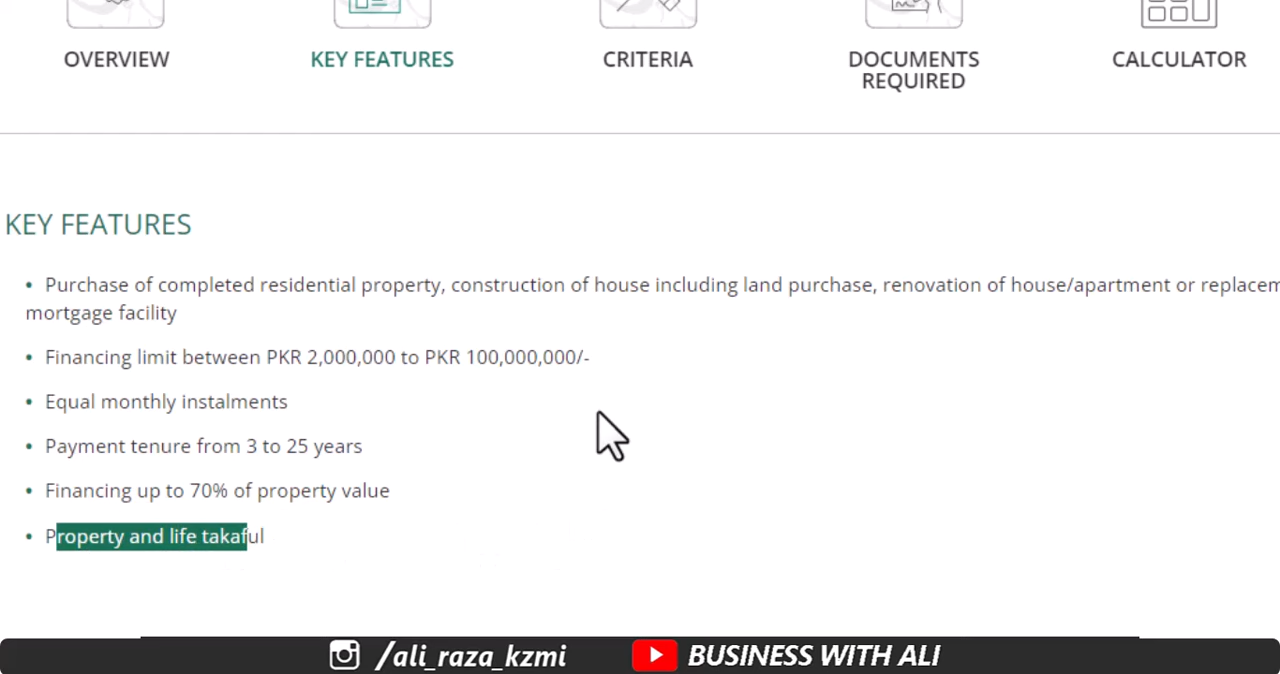 OVERVIEW
KEY FEATURES
CRITERIA
DOCUMENTS
REQUIRED
CALCULATOR
KEY FEATURES
• Purchase of completed residential property, construction of house including land purchase, renovation of house/apartment or replacem
mortgage facility
• Financing limit between PKR 2,000,000 to PKR 100,000,000/-
• Equal monthly instalments
• Payment tenure from 3 to 25 years
• Financing up to 70% of property value
• Property and life takaful
/ali_raza_kzmi
BUSINESS WITH ALI